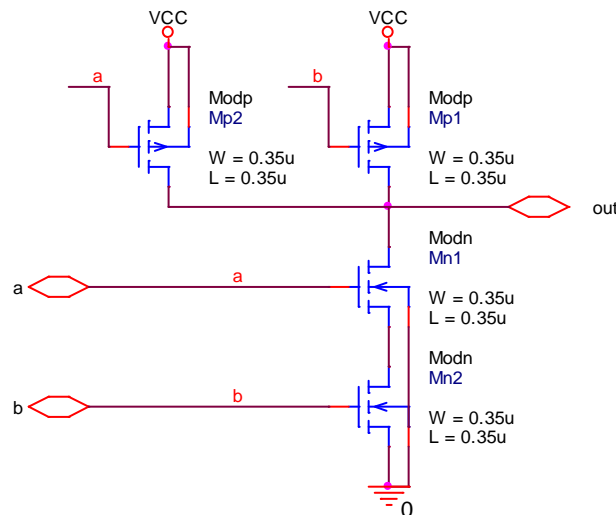 VCC
VCC
a
b
Modp
Mp2
W = 0.35u
L = 0.35u
Modp
Mp1
W = 0.35u
L = 0.35u
out
Modn
Mn1
W = 0.35u
L = 0.35u
a
a
Modn
Mn2
W = 0.35u
L = 0.35u
b
b
0